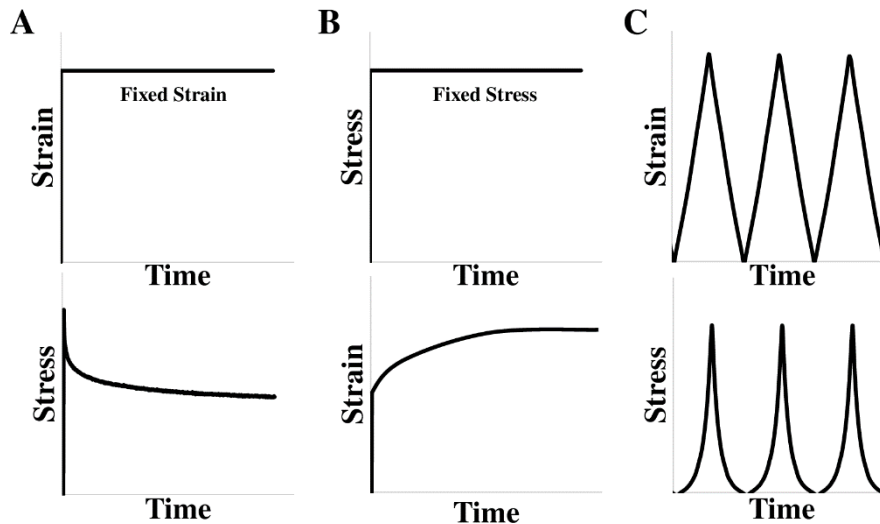 A
B
C
Strain
Fixed Strain
Time
Stress
Fixed Stress
Time
Strain
Time
Stress
Time
Strain
Time
Stress
Time